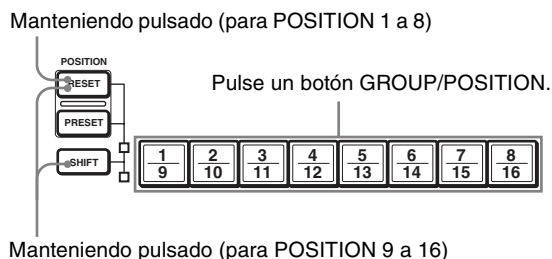 Manteniendo pulsado (para POSITION 1 a 8)
POSITION
RESET
Pulse un botón GROUP/POSITION.
PRESET
SHIFT
1 2 3 4 5 6 7 8
9 10 11 12 13 14 15 16
Manteniendo pulsado (para POSITION 9 a 16)